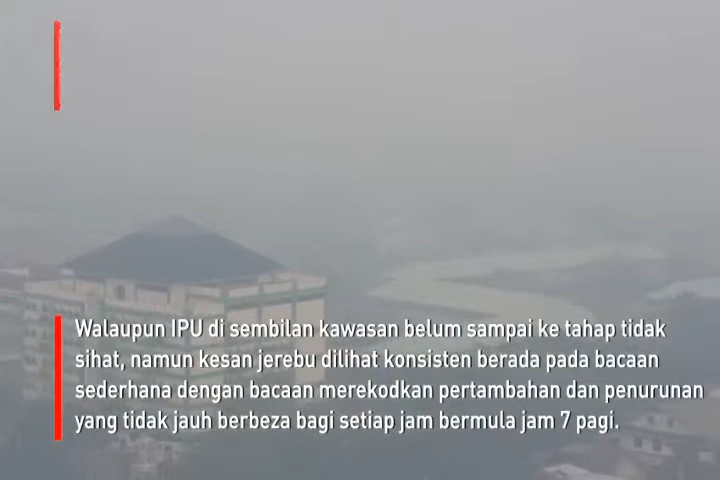 Walaupun IPU di sembilan kawasan belum sampai ke tahap tidak
sihat, namun kesan jerebu dilihat konsisten berada pada bacaan
sederhana dengan bacaan merekodkan pertambahan dan penurunan
yang tidak jauh berbeza bagi setiap jam bermula jam 7 pagi.